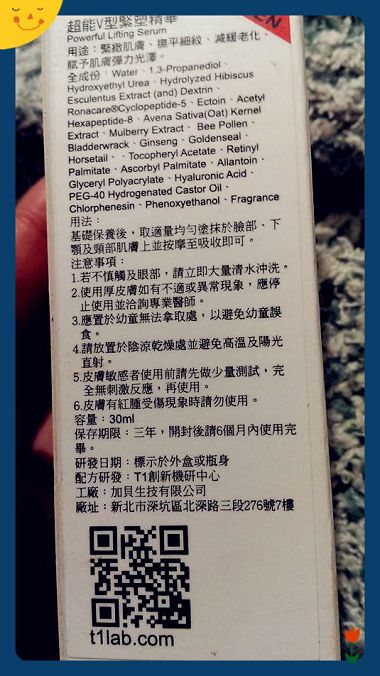 超能V型緊塑精華
Powerful Lifting Serum
用途：緊緻肌膚、撫平細紋、減緩老化、
賦予肌膚彈力光澤。
全成份：Water、1,3-Propanediol、
Hydroxyethyl Urea、Hydrolyzed Hibiscus
Esculentus Extract (and) Dextrin、
Ronacare®Cyclopeptide-5、Ectoin、Acetyl
Hexapeptide-8、Avena Sativa(Oat) Kernel
Extract、Mulberry Extract、Bee Pollen、
Bladderwrack、Ginseng、Goldenseal、
Horsetail、、Tocopheryl Acetate、Retinyl
Palmitate、Ascorbyl Palmitate、Allantoin、
Glyceryl Polyacrylate、Hyaluronic Acid、
PEG-40 Hydrogenated Castor Oil、
Chlorphenesin、Phenoxyethanol、Fragrance
用法：
基礎保養後，取適量均勻塗抹於臉部、下
顎及頸部肌膚上並按摩至吸收即可。
注意事項：
1.若不慎觸及眼部，請立即大量清水沖洗。
2.使用厚皮膚如有不適或異常現象，應停
止使用並洽詢專業醫師。
3.應置於幼童無法拿取處，以避免幼童誤
食。
4.請放置於陰涼乾燥處並避免高溫及陽光
直射。
5.皮膚敏感者使用前請先做少量測試，完
全無刺激反應，再使用。
6.皮膚有紅腫受傷現象時請勿使用。
容量：30ml
保存期限：三年，開封後請6個月內使用完
畢。
研發日期：標示於外盒或瓶身
配方研發：T1創新機研中心
工廠：加貝生技有限公司
廠址：新北市深坑區北深路三段276號7樓
t1lab.com